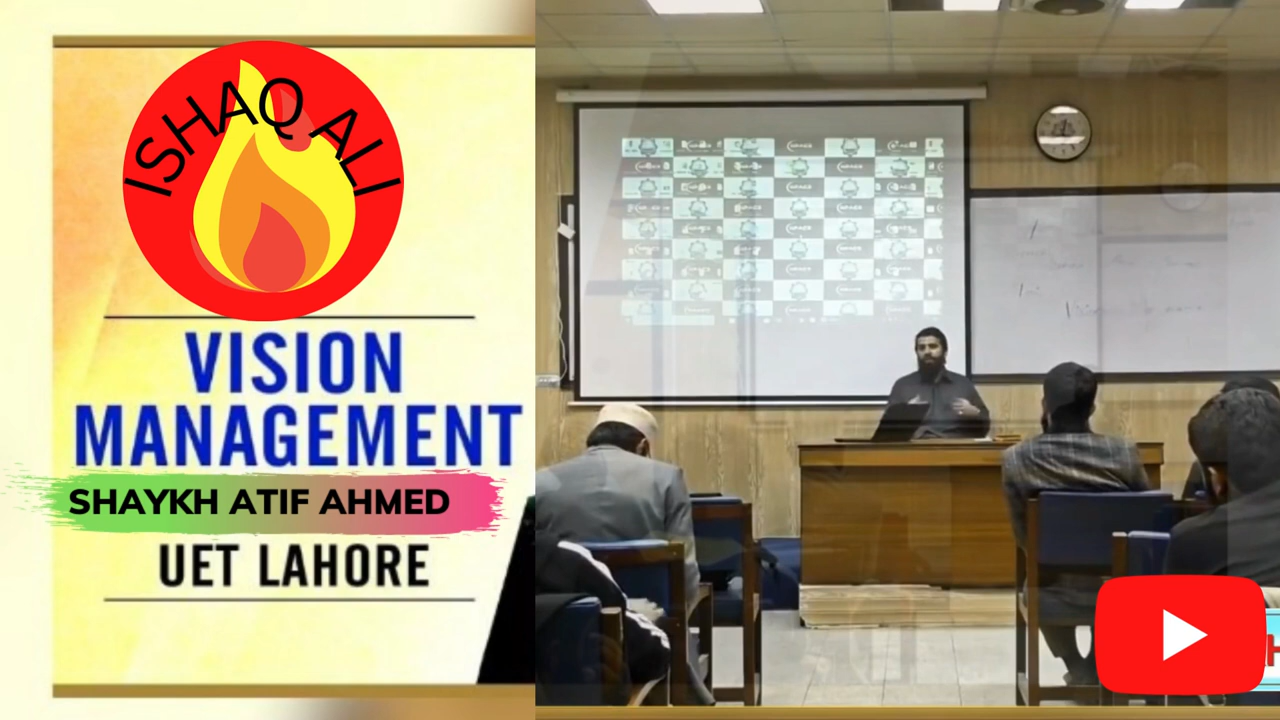 ISHAQ ALI
VISION
MANAGEMENT
SHAYKH ATIF AHMED
UET LAHORE